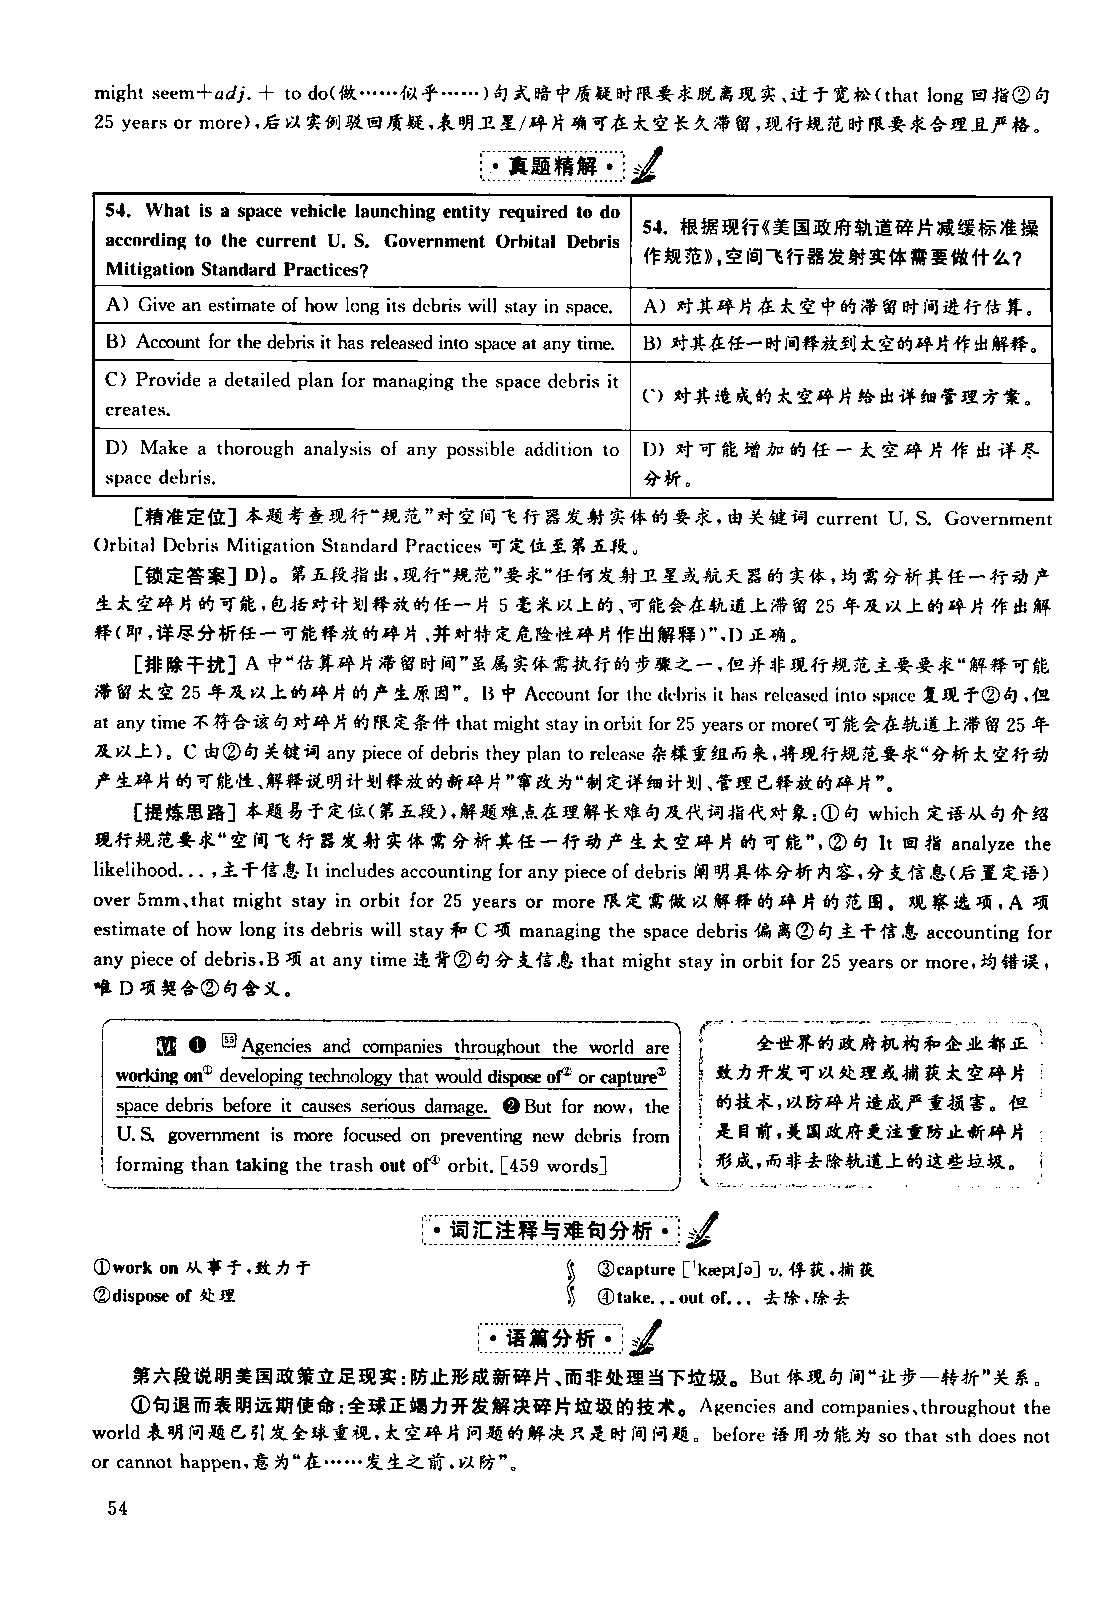 might seem+adj. + to do(做……似乎……)句式暗中质疑时限要求脱离现实、过于宽松(that long 回指②句
25 years or more),后以实例驳回质疑,表明卫星/碎片确可在太空长久滞留,现行规范时限要求合理且严格。
·真题精解·
54. What is a space vehicle launching entity required to do
according to the current U. S. Government Orbital Debris
Mitigation Standard Practices?
54. 根据现行《美国政府轨道碎片减缓标准操
作规范》,空间飞行器发射实体需要做什么?
A) Give an estimate of how long its debris will stay in space.
A) 对其碎片在太空中的滞留时间进行估算。
B) Account for the debris it has released into space at any time.
B) 对其在任一时间释放到太空的碎片作出解释。
C) Provide a detailed plan for managing the space debris it
creates.
C) 对其造成的太空碎片给出详细管理方案。
D) Make a thorough analysis of any possible addition to
space debris.
D) 对可能增加的任一太空碎片作出详尽
分析。
[精准定位] 本题考查现行“规范”对空间飞行器发射实体的要求,由关键词 current U. S. Government
Orbital Debris Mitigation Standard Practices 可定位至第五段。
[锁定答案] D)。第五段指出,现行“规范”要求“任何发射卫星或航天器的实体,均需分析其任一行动产
生太空碎片的可能,包括对计划释放的任一片 5 毫米以上的、可能会在轨道上滞留 25 年及以上的碎片作出解
释(即,详尽分析任一可能释放的碎片、并对特定危险性碎片作出解释)”,D 正确。
[排除干扰] A 中“估算碎片滞留时间”虽属实体需执行的步骤之一,但并非现行规范主要要求“解释可能
滞留太空 25 年及以上的碎片的产生原因”。B 中 Account for the debris it has released into space 复现于②句,但
at any time 不符合该句对碎片的限定条件 that might stay in orbit for 25 years or more(可能会在轨道上滞留 25 年
及以上)。C 由②句关键词 any piece of debris they plan to release 杂糅重组而来,将现行规范要求“分析太空行动
产生碎片的可能性、解释说明计划释放的新碎片”窜改为“制定详细计划、管理已释放的碎片”。
[提炼思路] 本题易于定位(第五段),解题难点在理解长难句及代词指代对象:①句 which 定语从句介绍
现行规范要求“空间飞行器发射实体需分析其任一行动产生太空碎片的可能”,②句 It 回指 analyze the
likelihood...,主干信息 It includes accounting for any piece of debris 阐明具体分析内容,分支信息(后置定语)
over 5mm、that might stay in orbit for 25 years or more 限定需做以解释的碎片的范围。观察选项,A 项
estimate of how long its debris will stay 和 C 项 managing the space debris 偏离②句主干信息 accounting for
any piece of debris,B 项 at any time 违背②句分支信息 that might stay in orbit for 25 years or more,均错误,
唯 D 项契合②句含义。
Ⅵ ❶ [55] Agencies and companies throughout the world are
working on① developing technology that would dispose of② or capture③
space debris before it causes serious damage. ❷But for now, the
U. S. government is more focused on preventing new debris from
forming than taking the trash out of④ orbit. [459 words]
全世界的政府机构和企业都正
致力开发可以处理或捕获太空碎片
的技术,以防碎片造成严重损害。但
是目前,美国政府更注重防止新碎片
形成,而非去除轨道上的这些垃圾。
·词汇注释与难句分析·
①work on 从事于,致力于
②dispose of 处理
③capture [ˈkæptʃə] v. 俘获,捕获
④take...out of... 去除,除去
·语篇分析·
第六段说明美国政策立足现实:防止形成新碎片、而非处理当下垃圾。But 体现句间“让步—转折”关系。
①句退而表明远期使命:全球正竭力开发解决碎片垃圾的技术。Agencies and companies、throughout the
world 表明问题已引发全球重视,太空碎片问题的解决只是时间问题。before 语用功能为 so that sth does not
or cannot happen,意为“在……发生之前,以防”。
54